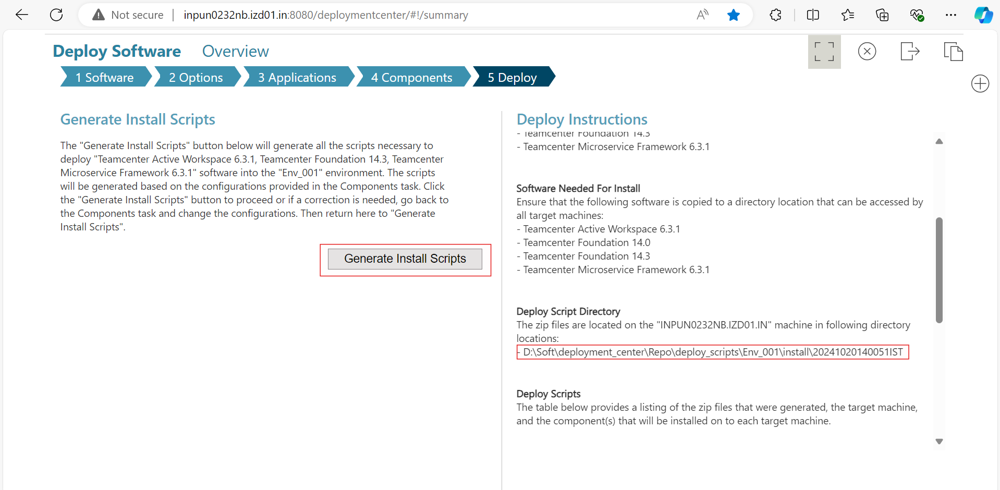 Not secure
inpun0232nb.izd01.in:8080/deploymentcenter/#!/summary
Deploy Software
Overview
1 Software
2 Options
3 Applications
4 Components
5 Deploy
Generate Install Scripts
The "Generate Install Scripts" button below will generate all the scripts necessary to
deploy "Teamcenter Active Workspace 6.3.1, Teamcenter Foundation 14.3, Teamcenter
Microservice Framework 6.3.1" software into the "Env_001" environment. The scripts
will be generated based on the configurations provided in the Components task. Click
the "Generate Install Scripts" button to proceed or if a correction is needed, go back to
the Components task and change the configurations. Then return here to "Generate
Install Scripts".
Generate Install Scripts
Deploy Instructions
- Teamcenter Foundation 14.3
- Teamcenter Microservice Framework 6.3.1
Software Needed For Install
Ensure that the following software is copied to a directory location that can be accessed by
all target machines:
- Teamcenter Active Workspace 6.3.1
- Teamcenter Foundation 14.0
- Teamcenter Foundation 14.3
- Teamcenter Microservice Framework 6.3.1
Deploy Script Directory
The zip files are located on the "INPUN0232NB.IZD01.IN" machine in following directory
locations:
- D:\Soft\deployment_center\Repo\deploy_scripts\Env_001\install\20241020140051IST
Deploy Scripts
The table below provides a listing of the zip files that were generated, the target machine,
and the component(s) that will be installed on to each target machine.